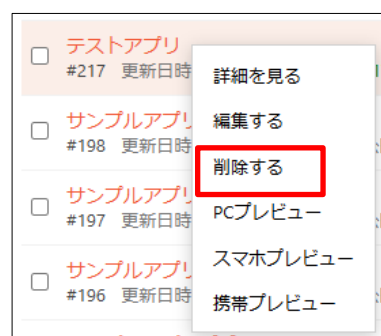 テストアプリ
#217 更新日時
サンプルアプリ
#198 更新日時
サンプルアプリ
#197 更新日時
サンプルアプリ
#196 更新日時
詳細を見る
編集する
削除する
PCプレビュー
スマホプレビュー
携帯プレビュー